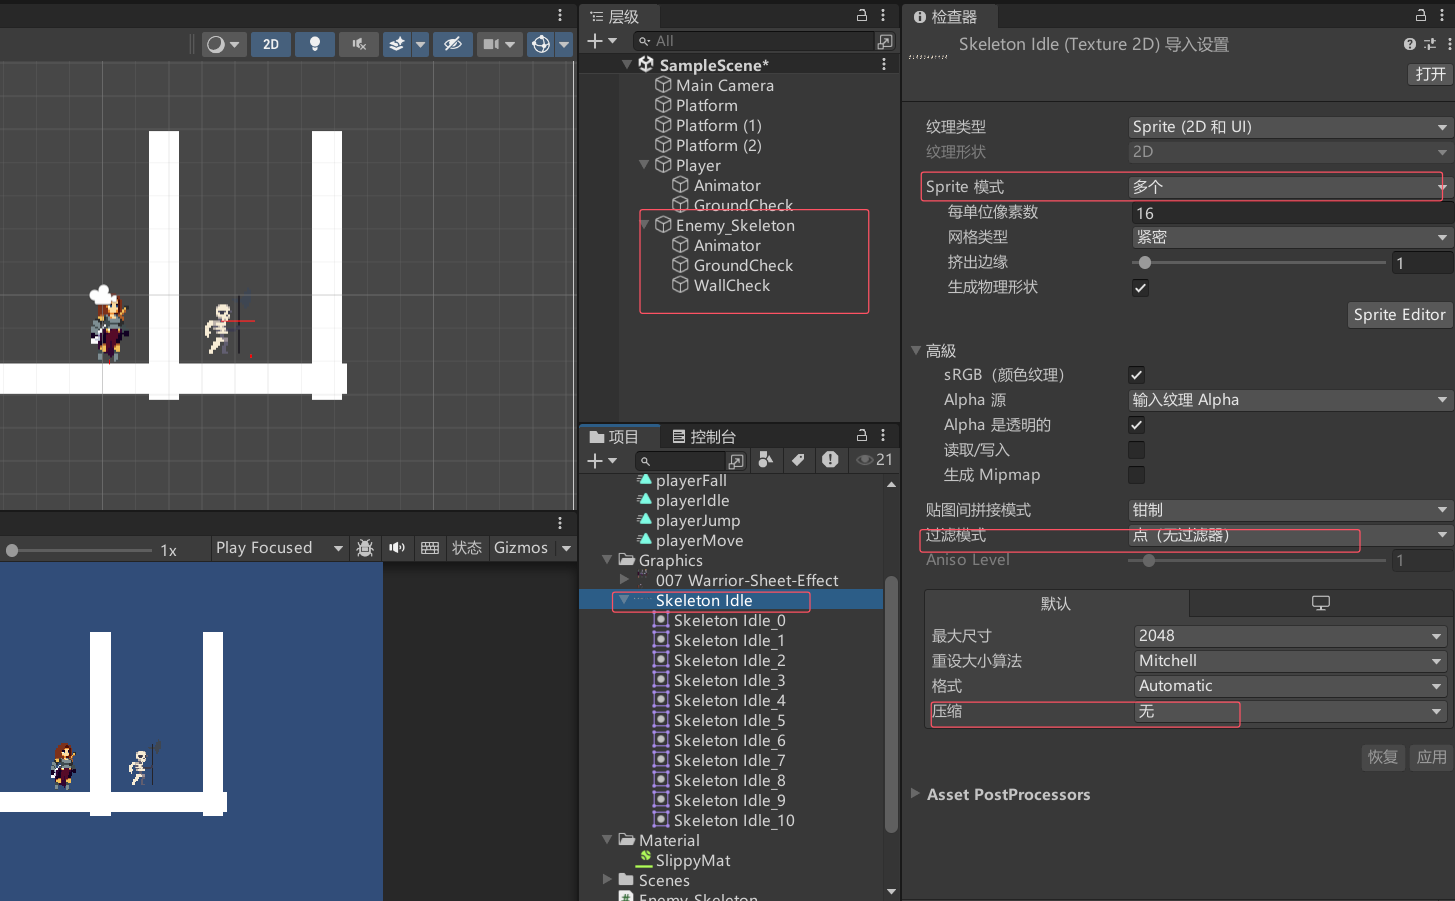 2D
层级
All
SampleScene*
Main Camera
Platform
Platform (1)
Platform (2)
Player
Animator
GroundCheck
Enemy_Skeleton
Animator
GroundCheck
WallCheck
1x
Play Focused
状态
Gizmos
项目
控制台
21
playerFall
playerIdle
playerJump
playerMove
Graphics
007 Warrior-Sheet-Effect
Skeleton Idle
Skeleton Idle_0
Skeleton Idle_1
Skeleton Idle_2
Skeleton Idle_3
Skeleton Idle_4
Skeleton Idle_5
Skeleton Idle_6
Skeleton Idle_7
Skeleton Idle_8
Skeleton Idle_9
Skeleton Idle_10
Material
SlippyMat
Scenes
Enemy_Skeleton
检查器
Skeleton Idle (Texture 2D) 导入设置
打开
纹理类型 Sprite (2D 和 UI)
纹理形状 2D
Sprite 模式 多个
每单位像素数 16
网格类型 紧密
挤出边缘 1
生成物理形状
Sprite Editor
高級
sRGB（颜色纹理）
Alpha 源 输入纹理 Alpha
Alpha 是透明的
读取/写入
生成 Mipmap
贴图间拼接模式 钳制
过滤模式 点（无过滤器）
Aniso Level 1
默认
最大尺寸 2048
重设大小算法 Mitchell
格式 Automatic
压缩 无
恢复 应用
Asset PostProcessors